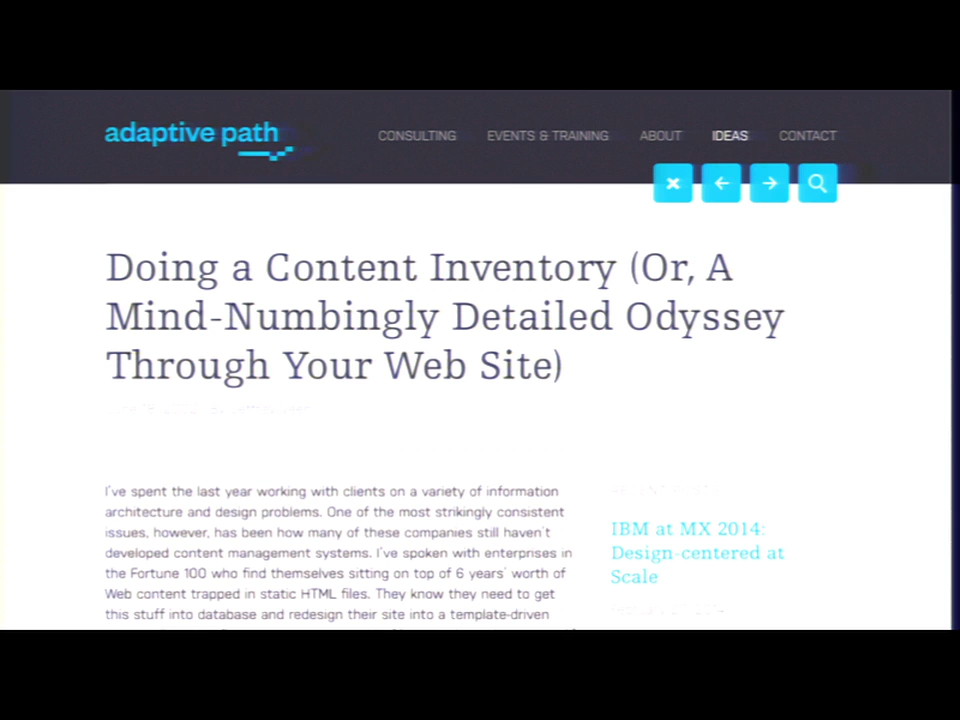 adaptive path
CONSULTING EVENTS & TRAINING ABOUT IDEAS CONTACT
Doing a Content Inventory (Or, A
Mind-Numbingly Detailed Odyssey
Through Your Web Site)
I've spent the last year working with clients on a variety of information
architecture and design problems. One of the most strikingly consistent
issues, however, has been how many of these companies still haven't
developed content management systems. I've spoken with enterprises in
the Fortune 100 who find themselves sitting on top of 6 years' worth of
Web content trapped in static HTML files. They know they need to get
this stuff into database and redesign their site into a template-driven
IBM at MX 2014:
Design-centered at
Scale